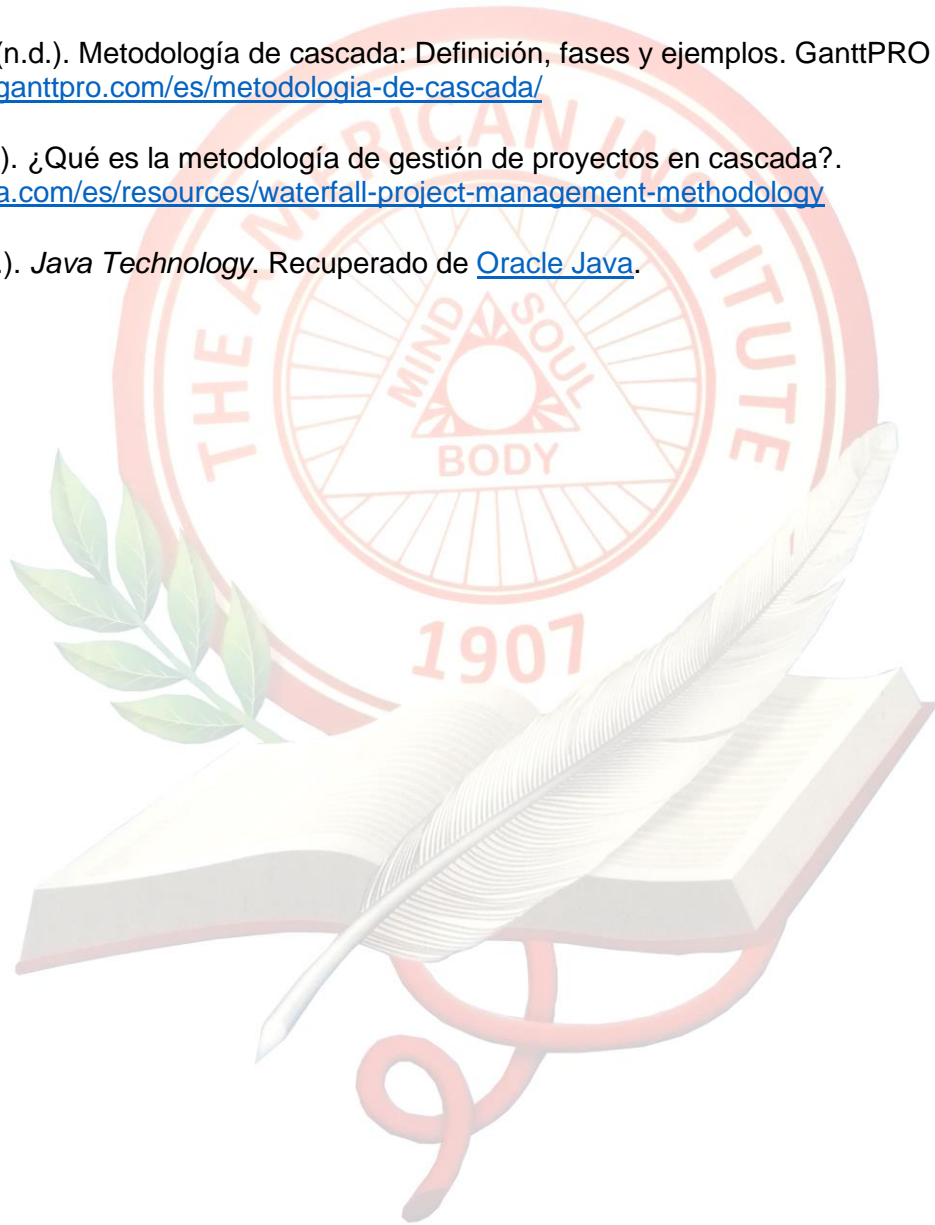 (n.d.). Metodología de cascada: Definición, fases y ejemplos. GanttPRO
ganttpro.com/es/metodologia-de-cascada/
). ¿Qué es la metodología de gestión de proyectos en cascada?.
a.com/es/resources/waterfall-project-management-methodology
.). Java Technology. Recuperado de Oracle Java.
THE AMERICAN INSTITUTE
MIND
SOUL
BODY
1907